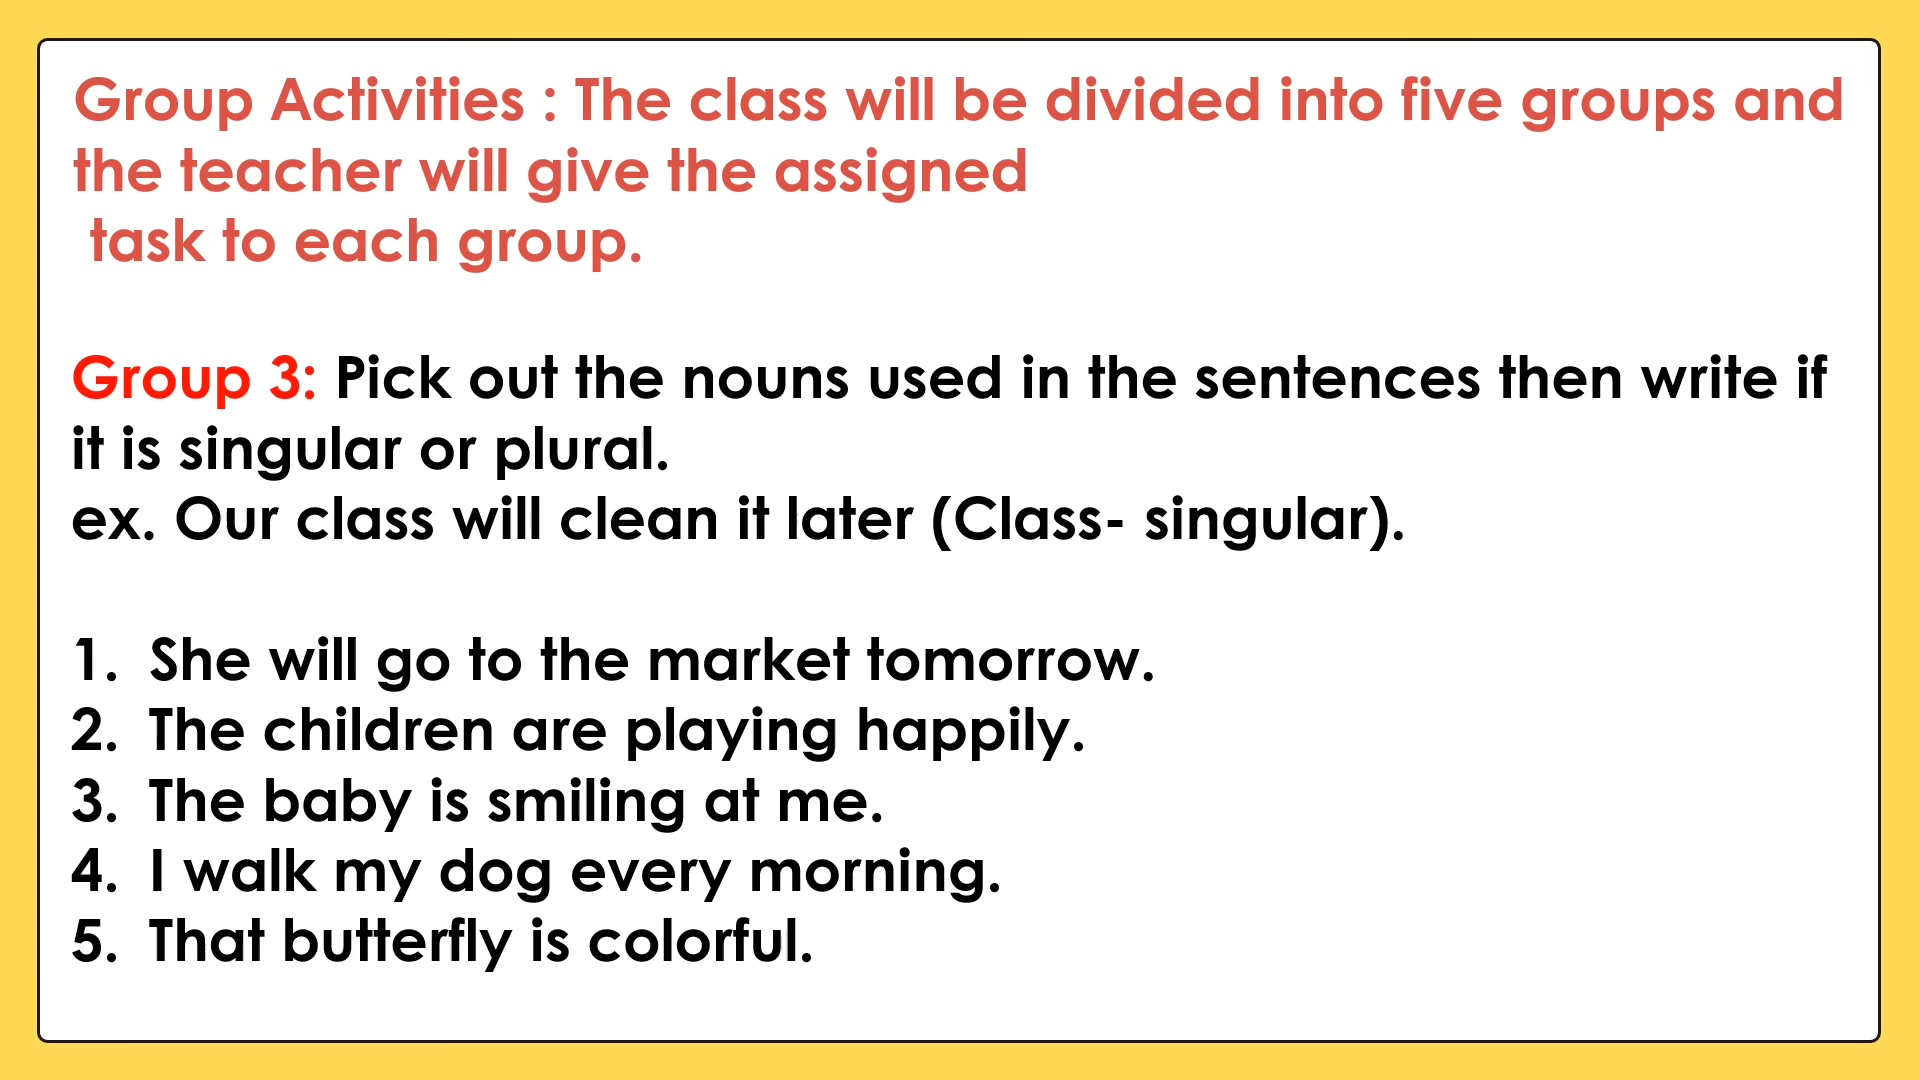 Group Activities : The class will be divided into five groups and
the teacher will give the assigned
task to each group.
Group 3: Pick out the nouns used in the sentences then write if
it is singular or plural.
ex. Our class will clean it later (Class- singular).
1. She will go to the market tomorrow.
2. The children are playing happily.
3. The baby is smiling at me.
4. I walk my dog every morning.
5. That butterfly is colorful.